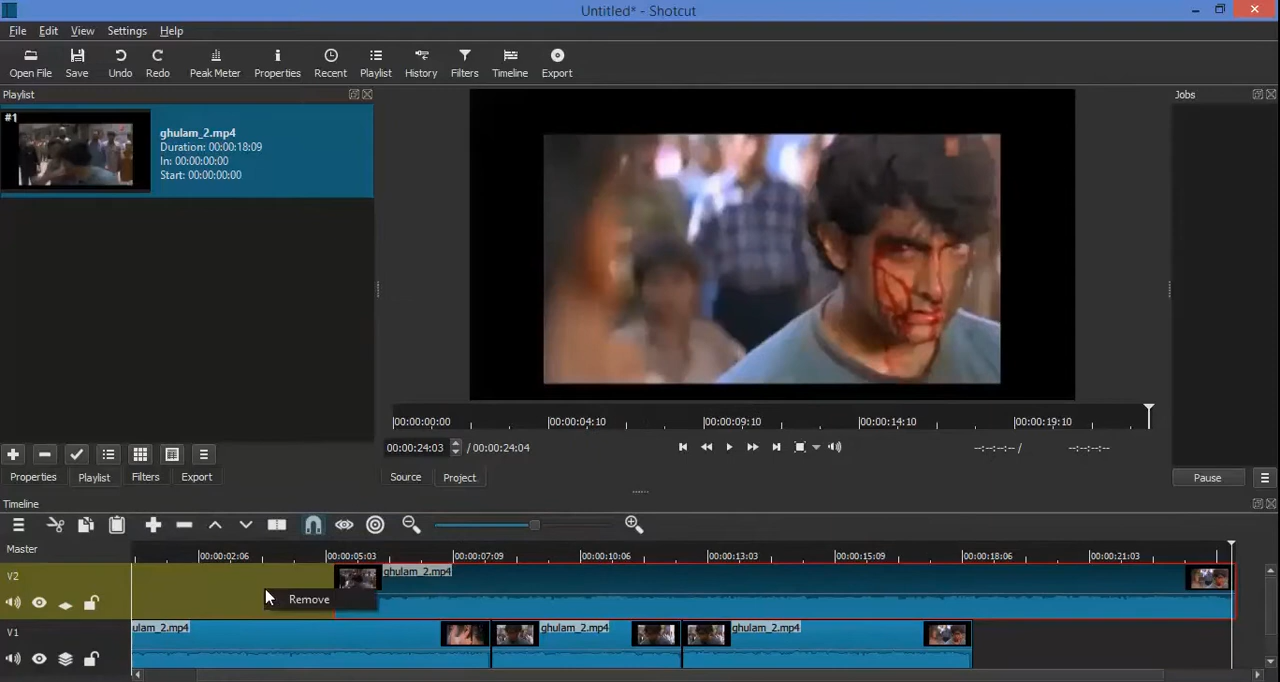 Untitled* - Shotcut
File Edit View Settings Help
Open File Save Undo Redo Peak Meter Properties Recent Playlist History Filters Timeline Export
Playlist
Jobs
#1
ghulam_2.mp4
Duration: 00:00:18:09
In: 00:00:00:00
Start: 00:00:00:00
00:00:00:00 00:00:04:10 00:00:09:10 00:00:14:10 00:00:19:10
00:00:24:03 / 00:00:24:04 --:--:--:-- / --:--:--:--
Properties Playlist Filters Export
Source Project
Pause
Timeline
Master
00:00:02:06 00:00:05:03 00:00:07:09 00:00:10:06 00:00:13:03 00:00:15:09 00:00:18:06 00:00:21:03
V2
ghulam_2.mp4
Remove
V1
ulam_2.mp4 ghulam_2.mp4 ghulam_2.mp4